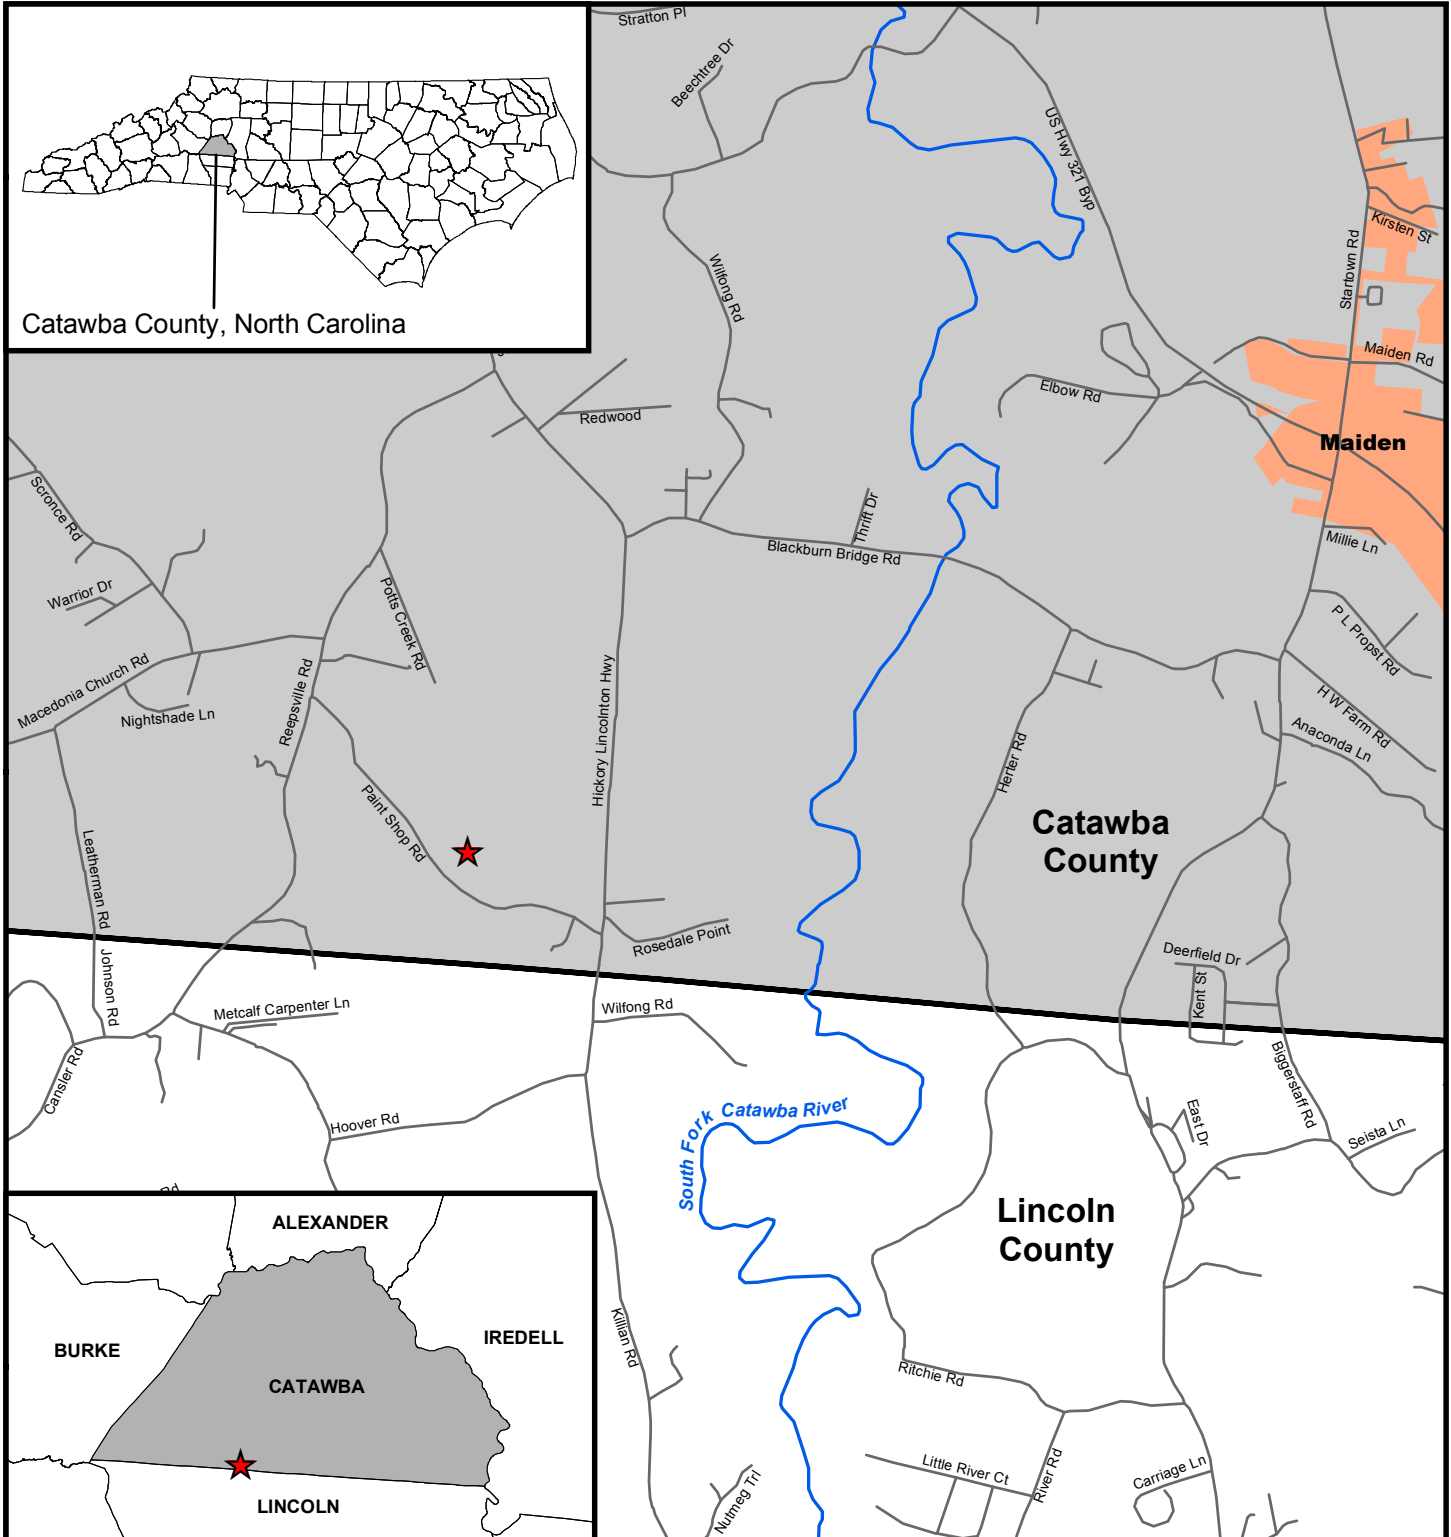 Stratton Pl
Beechtree Dr
US Hwy 321 Byp
Kirsten St
Startown Rd
Wilfong Rd
Catawba County, North Carolina
Maiden Rd
Elbow Rd
Redwood
Maiden
Scronce Rd
Thrift Dr
Millie Ln
Blackburn Bridge Rd
Warrior Dr
Potts Creek Rd
P L Propst Rd
Macedonia Church Rd
Reepsville Rd
Hickory Lincolnton Hwy
Nightshade Ln
H W Farm Rd
Anaconda Ln
Herter Rd
Paint Shop Rd
Catawba
County
Leatherman Rd
Rosedale Point
Deerfield Dr
Kent St
Johnson Rd
Metcalf Carpenter Ln
Wilfong Rd
Cansler Rd
Biggerstaff Rd
Hoover Rd
South Fork Catawba River
East Dr
Seista Ln
Rd
Lincoln
County
ALEXANDER
BURKE
IREDELL
CATAWBA
LINCOLN
Killian Rd
Ritchie Rd
Little River Ct
River Rd
Carriage Ln
Nutmeg Trl